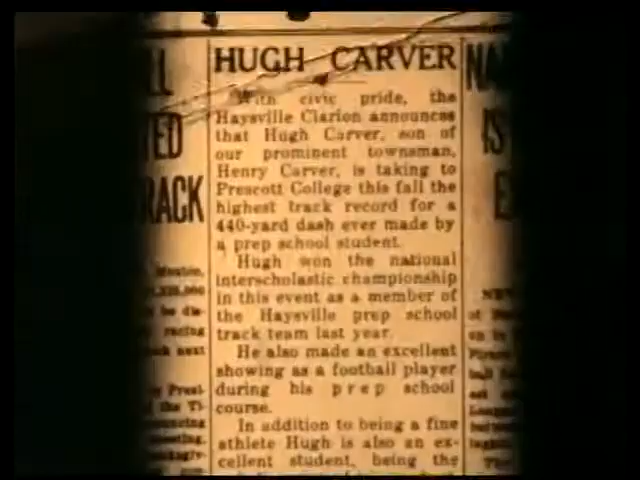 HUGH CARVER
With civic pride, the
Haysville Clarion announces
that Hugh Carver, son of
our prominent townsman,
Henry Carver, is taking to
Prescott College this fall the
highest track record for a
440-yard dash ever made by
a prep school student.
Hugh won the national
interscholastic championship
in this event as a member of
the Haysville prep school
track team last year.
He also made an excellent
showing as a football player
during his prep school
course.
In addition to being a fine
athlete Hugh is also an ex-
cellent student, being the
RACK
IS